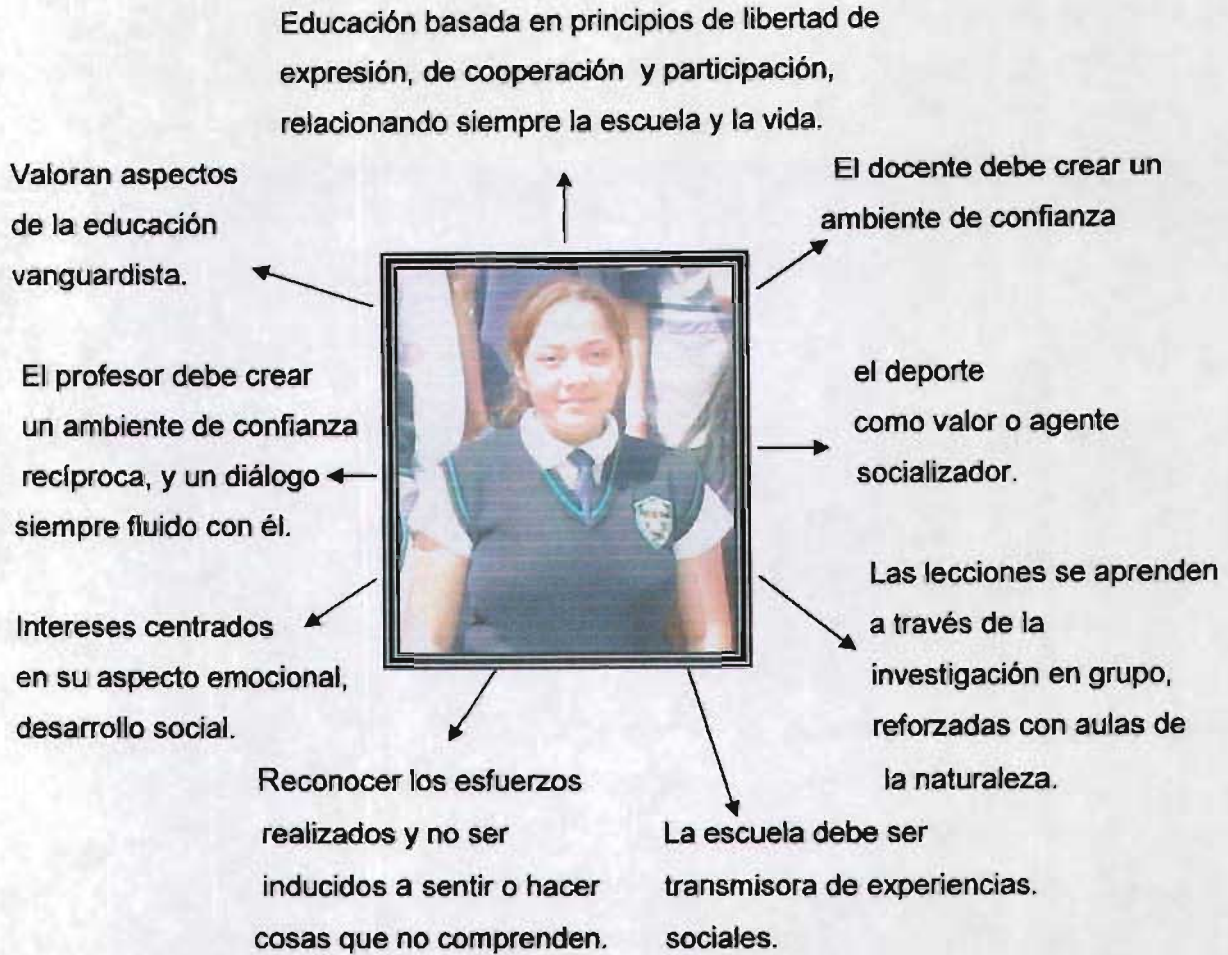 Educación basada en principios de libertad de
expresión, de cooperación y participación,
relacionando siempre la escuela y la vida.
Valoran aspectos
de la educación
vanguardista.
El docente debe crear un
ambiente de confianza
El profesor debe crear
un ambiente de confianza
recíproca, y un diálogo
siempre fluido con él.
el deporte
como valor o agente
socializador.
Intereses centrados
en su aspecto emocional,
desarrollo social.
Las lecciones se aprenden
a través de la
investigación en grupo,
reforzadas con aulas de
la naturaleza.
Reconocer los esfuerzos
realizados y no ser
inducidos a sentir o hacer
cosas que no comprenden.
La escuela debe ser
transmisora de experiencias.
sociales.